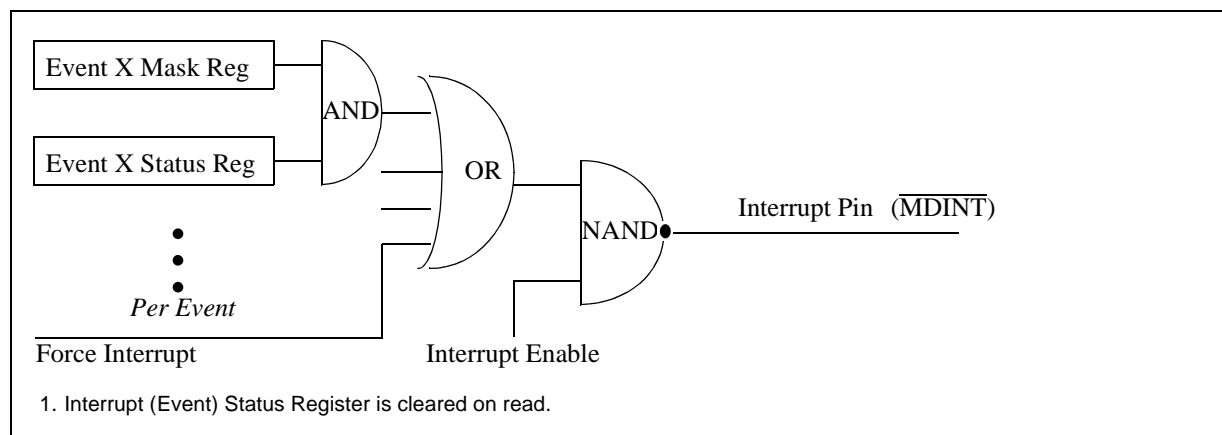 Event X Mask Reg
AND
Event X Status Reg
OR
Interrupt Pin (MDINT)
NAND
Per Event
Force Interrupt
Interrupt Enable
1. Interrupt (Event) Status Register is cleared on read.